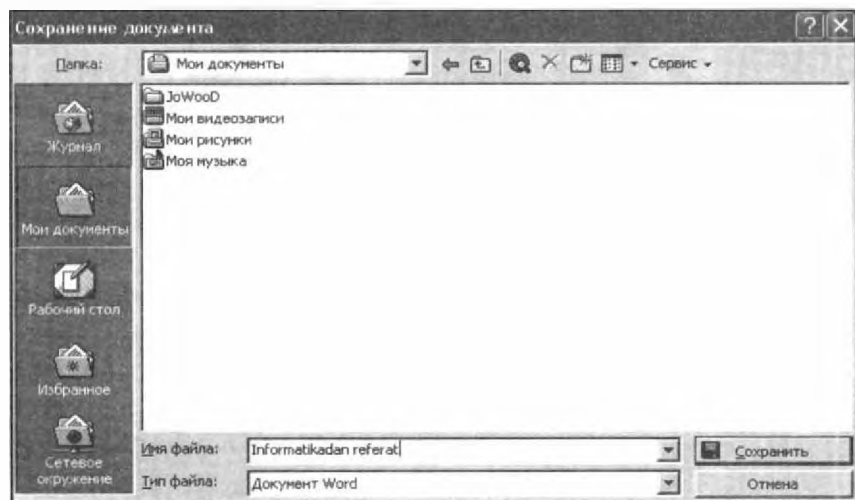 Сохранение документа
Папка: Мои документы Сервис
JoWooD
Мои видеозаписи
Мои рисунки
Моя музыка
Журнал
Мои документы
Рабочий стол
Избранное
Сетевое окружение
Имя файла: Informatikadan referat Сохранить
Тип файла: Документ Word Отмена